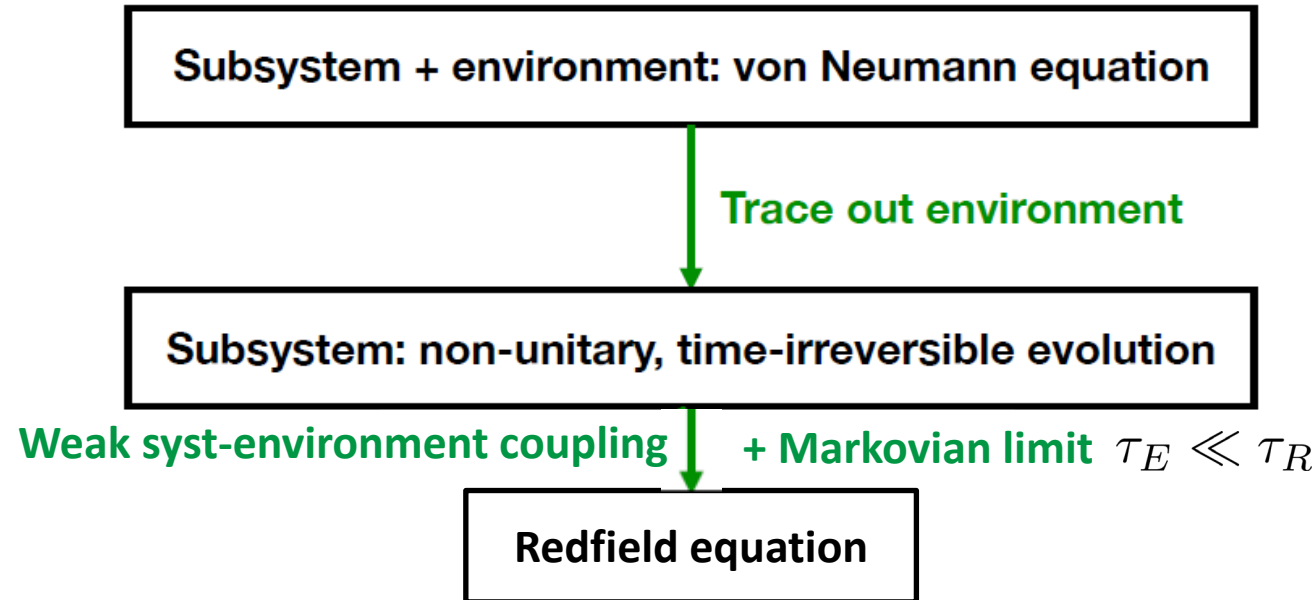 Subsystem + environment: von Neumann equation
Trace out environment
Subsystem: non-unitary, time-irreversible evolution
Weak syst-environment coupling + Markovian limit τ_E ≪ τ_R
Redfield equation